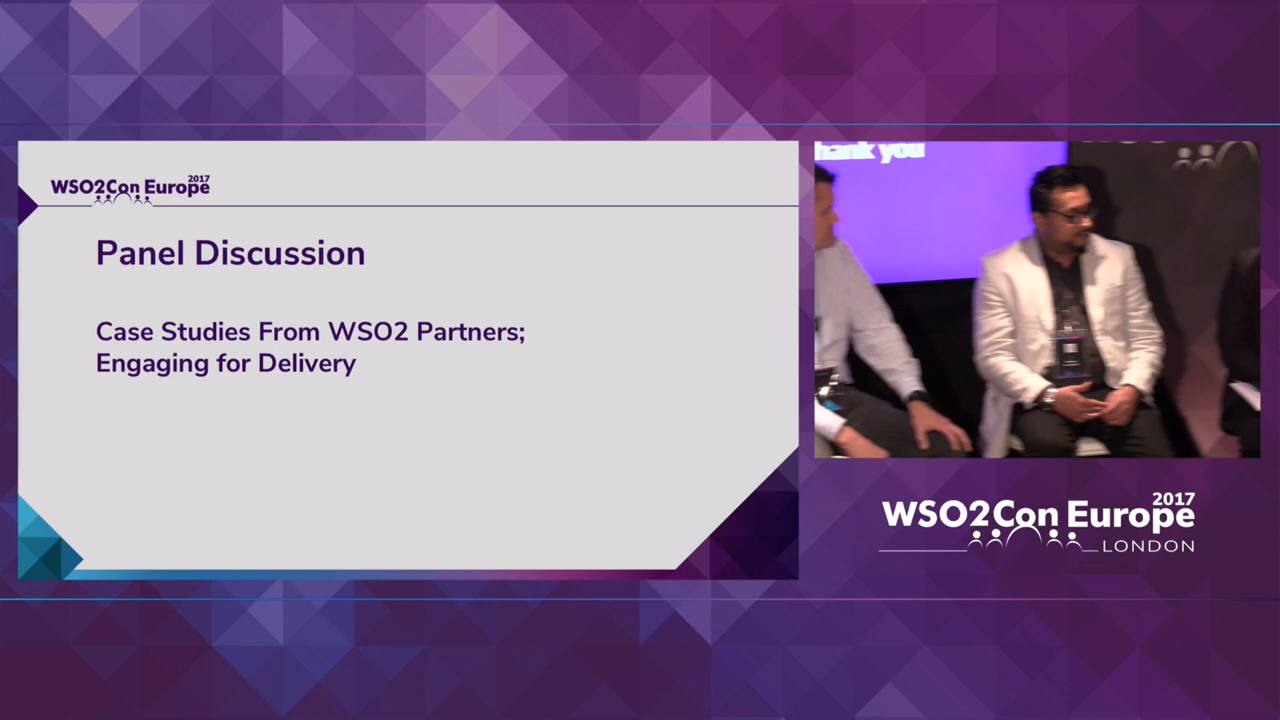 WSO2Con Europe 2017
Panel Discussion
Case Studies From WSO2 Partners;
Engaging for Delivery
hank you
WSO2Con Europe 2017
LONDON